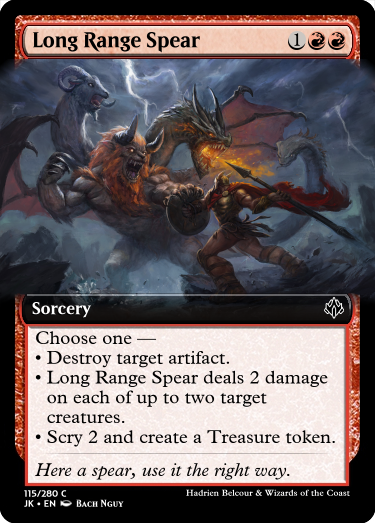 Long Range Spear 1
Sorcery
Choose one —
• Destroy target artifact.
• Long Range Spear deals 2 damage
on each of up to two target
creatures.
• Scry 2 and create a Treasure token.
Here a spear, use it the right way.
115/280 C
JK • EN Bach Nguy
Hadrien Belcour & Wizards of the Coast